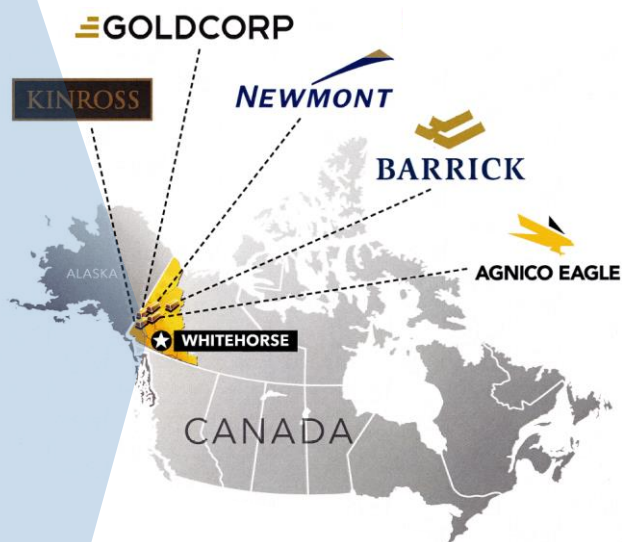 GOLDCORP
KINROSS
NEWMONT
BARRICK
AGNICO EAGLE
ALASKA
WHITEHORSE
CANADA